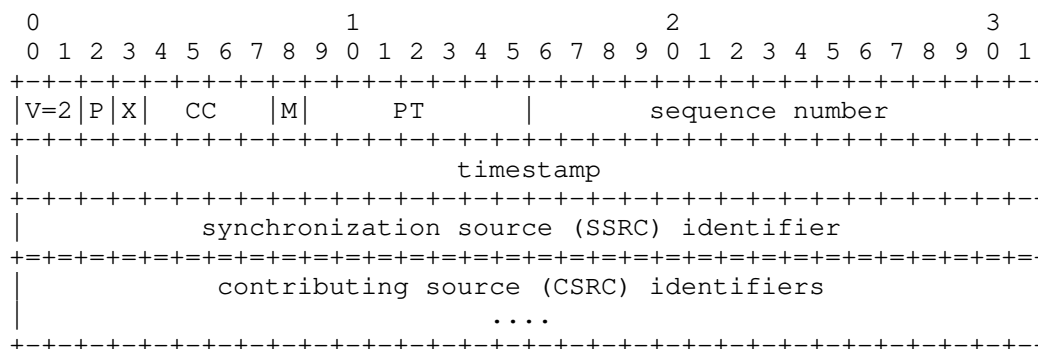 0                   1                   2                   3
 0 1 2 3 4 5 6 7 8 9 0 1 2 3 4 5 6 7 8 9 0 1 2 3 4 5 6 7 8 9 0 1
+-+-+-+-+-+-+-+-+-+-+-+-+-+-+-+-+-+-+-+-+-+-+-+-+-+-+-+-+-+-+-+-
|V=2|P|X|  CC   |M|     PT      |       sequence number
+-+-+-+-+-+-+-+-+-+-+-+-+-+-+-+-+-+-+-+-+-+-+-+-+-+-+-+-+-+-+-+-
|                           timestamp
+-+-+-+-+-+-+-+-+-+-+-+-+-+-+-+-+-+-+-+-+-+-+-+-+-+-+-+-+-+-+-+-
|           synchronization source (SSRC) identifier
+=+=+=+=+=+=+=+=+=+=+=+=+=+=+=+=+=+=+=+=+=+=+=+=+=+=+=+=+=+=+=+=
|            contributing source (CSRC) identifiers
|                             ....
+-+-+-+-+-+-+-+-+-+-+-+-+-+-+-+-+-+-+-+-+-+-+-+-+-+-+-+-+-+-+-+-